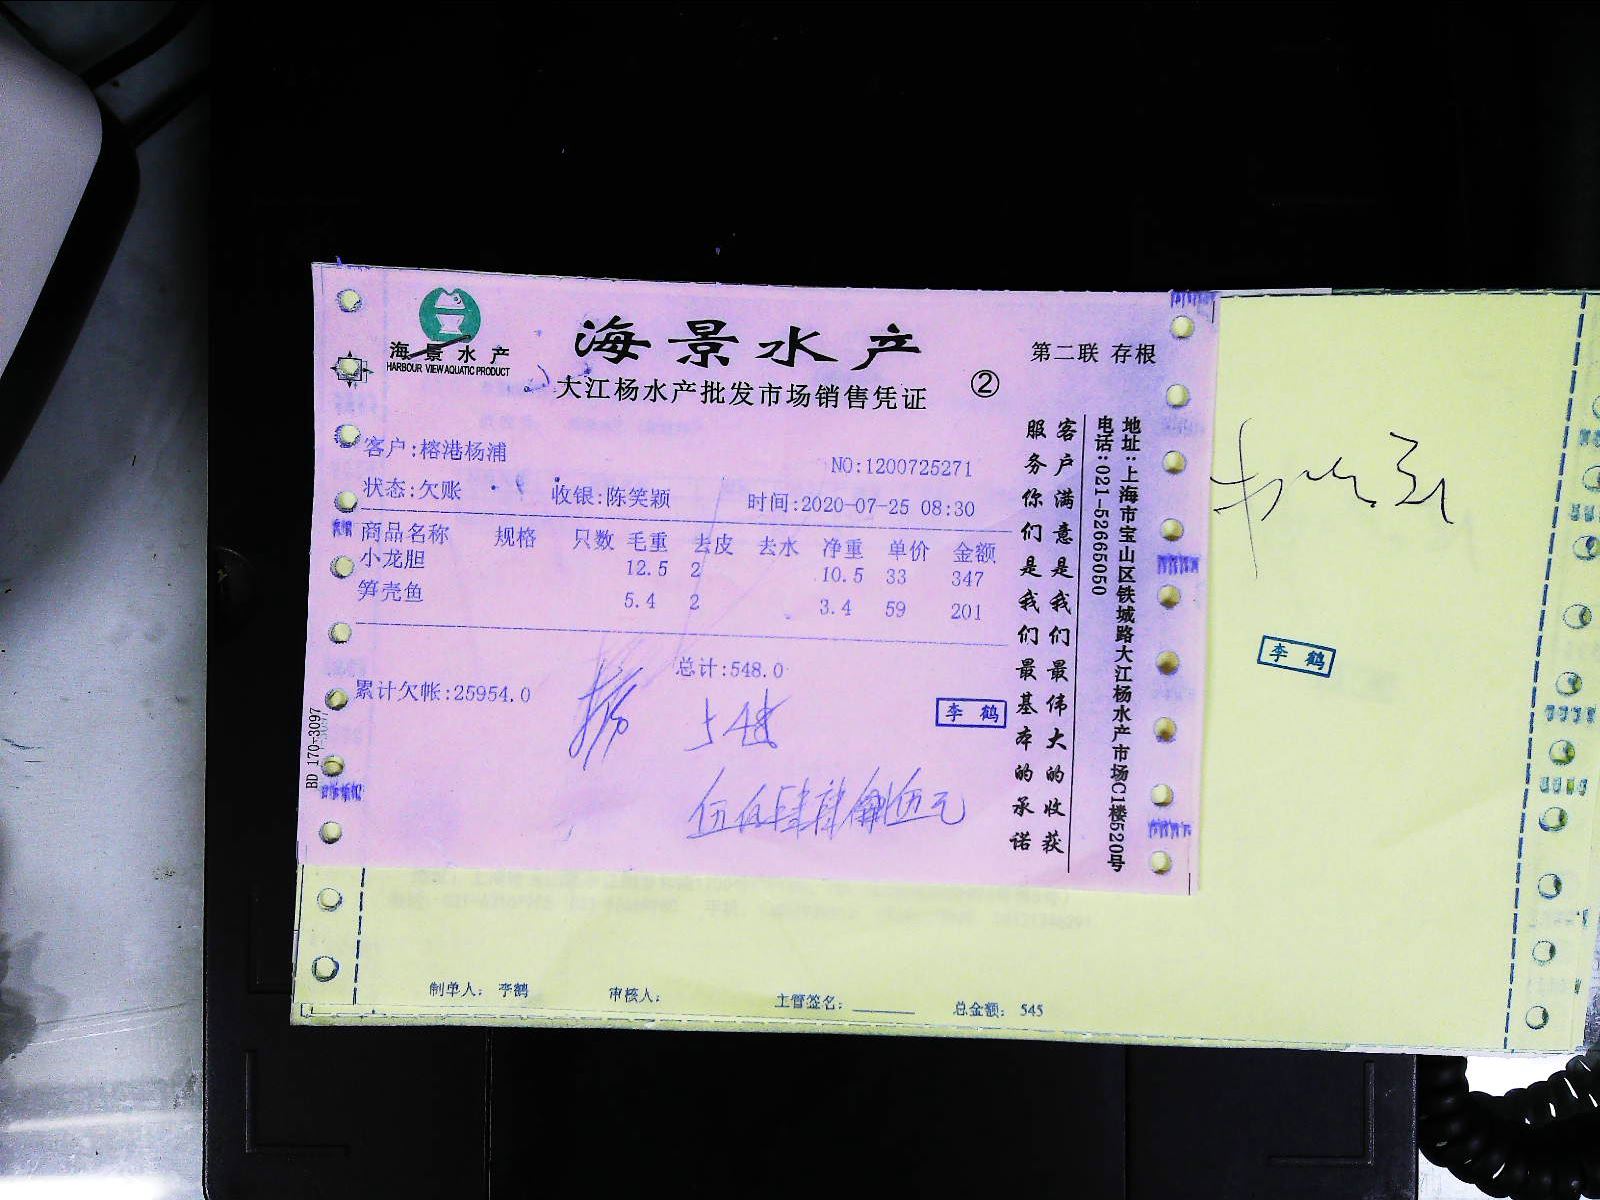 海景水产
HARBOUR VIEW AQUATIC PRODUCT
海景水产
大江杨水产批发市场销售凭证
②
第二联 存根
客户:榕港杨浦
NO:1200725271
状态:欠账 收银:陈笑颖 时间:2020-07-25 08:30
商品名称 规格 只数 毛重 去皮 去水 净重 单价 金额
小龙胆 12.5 2 10.5 33 347
笋壳鱼 5.4 2 3.4 59 201
总计:548.0
累计欠帐:25954.0
李鹤
客户满意是我们最伟大的收获
服务你们是我们最基本的承诺
地址:上海市宝山区铁城路大江杨水产市场C1楼520号
电话:021-52665050
BD 170-3097
李鹤
制单人: 李鹤 审核人: 主管签名: 总金额: 545